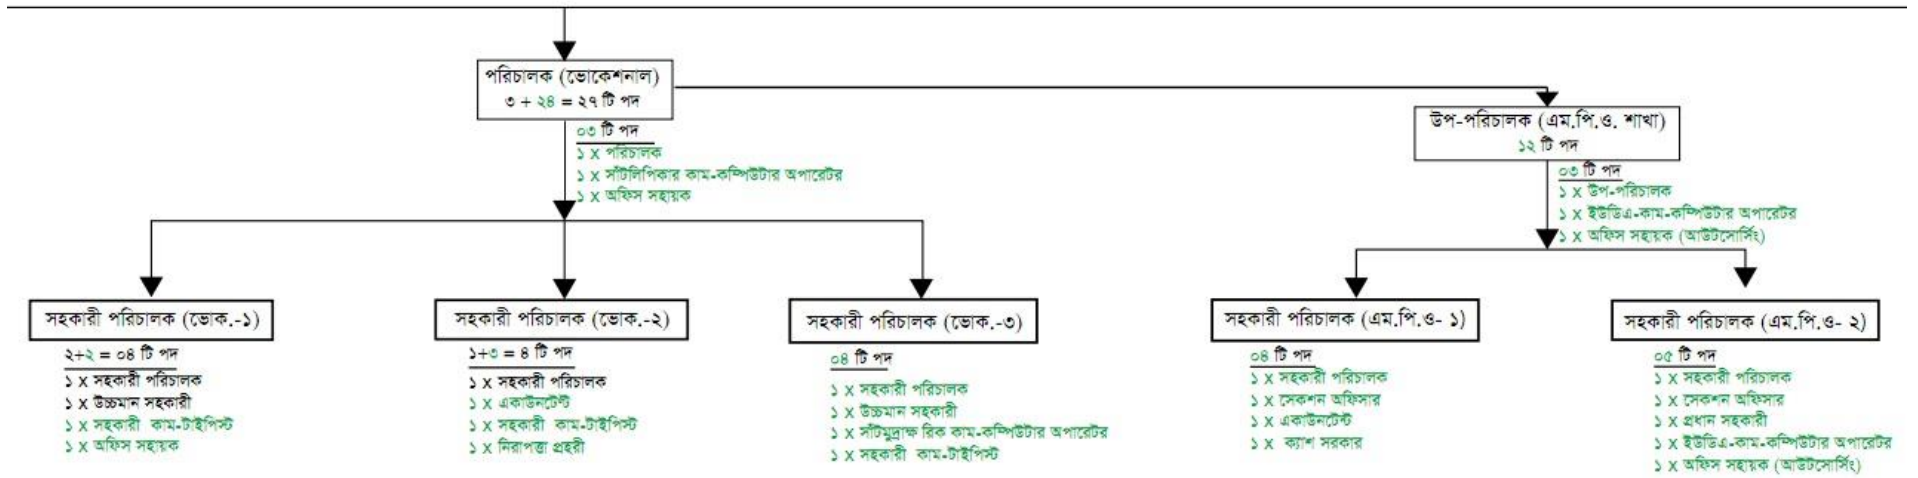 পরিচালক (ভোকেশনাল)
৩ + ২৪ = ২৭ টি পদ
০৩ টি পদ
১ X পরিচালক
১ X সাঁটলিপিকার কাম-কম্পিউটার অপারেটর
১ X অফিস সহায়ক
উপ-পরিচালক (এম.পি.ও. শাখা)
১২ টি পদ
০৩ টি পদ
১ X উপ-পরিচালক
১ X ইউডিএ-কাম-কম্পিউটার অপারেটর
১ X অফিস সহায়ক (আউটসোর্সিং)
সহকারী পরিচালক (ভোক.-১)
২+২ = ০৪ টি পদ
১ X সহকারী পরিচালক
১ X উচ্চমান সহকারী
১ X সহকারী কাম-টাইপিস্ট
১ X অফিস সহায়ক
সহকারী পরিচালক (ভোক.-২)
১+৩ = ৪ টি পদ
১ X সহকারী পরিচালক
১ X একাউনটেন্ট
১ X সহকারী কাম-টাইপিস্ট
১ X নিরাপত্তা প্রহরী
সহকারী পরিচালক (ভোক.-৩)
০৪ টি পদ
১ X সহকারী পরিচালক
১ X উচ্চমান সহকারী
১ X সাঁটমুদ্রাক্ষ রিক কাম-কম্পিউটার অপারেটর
১ X সহকারী কাম-টাইপিস্ট
সহকারী পরিচালক (এম.পি.ও- ১)
০৪ টি পদ
১ X সহকারী পরিচালক
১ X সেকশন অফিসার
১ X একাউনটেন্ট
১ X ক্যাশ সরকার
সহকারী পরিচালক (এম.পি.ও- ২)
০৫ টি পদ
১ X সহকারী পরিচালক
১ X সেকশন অফিসার
১ X প্রধান সহকারী
১ X ইউডিএ-কাম-কম্পিউটার অপারেটর
১ X অফিস সহায়ক (আউটসোর্সিং)